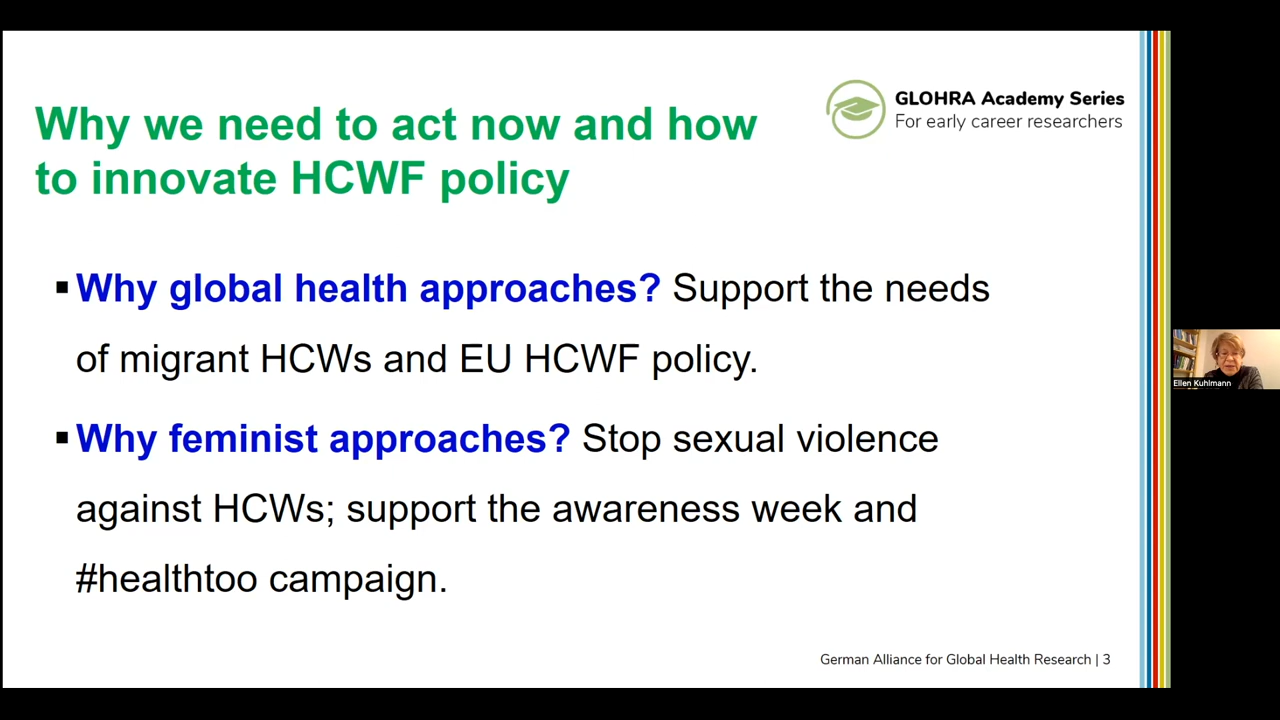 Why we need to act now and how
to innovate HCWF policy
GLOHRA Academy Series
For early career researchers
▪ Why global health approaches? Support the needs
of migrant HCWs and EU HCWF policy.
▪ Why feminist approaches? Stop sexual violence
against HCWs; support the awareness week and
#healthtoo campaign.
Ellen Kuhlmann
German Alliance for Global Health Research | 3